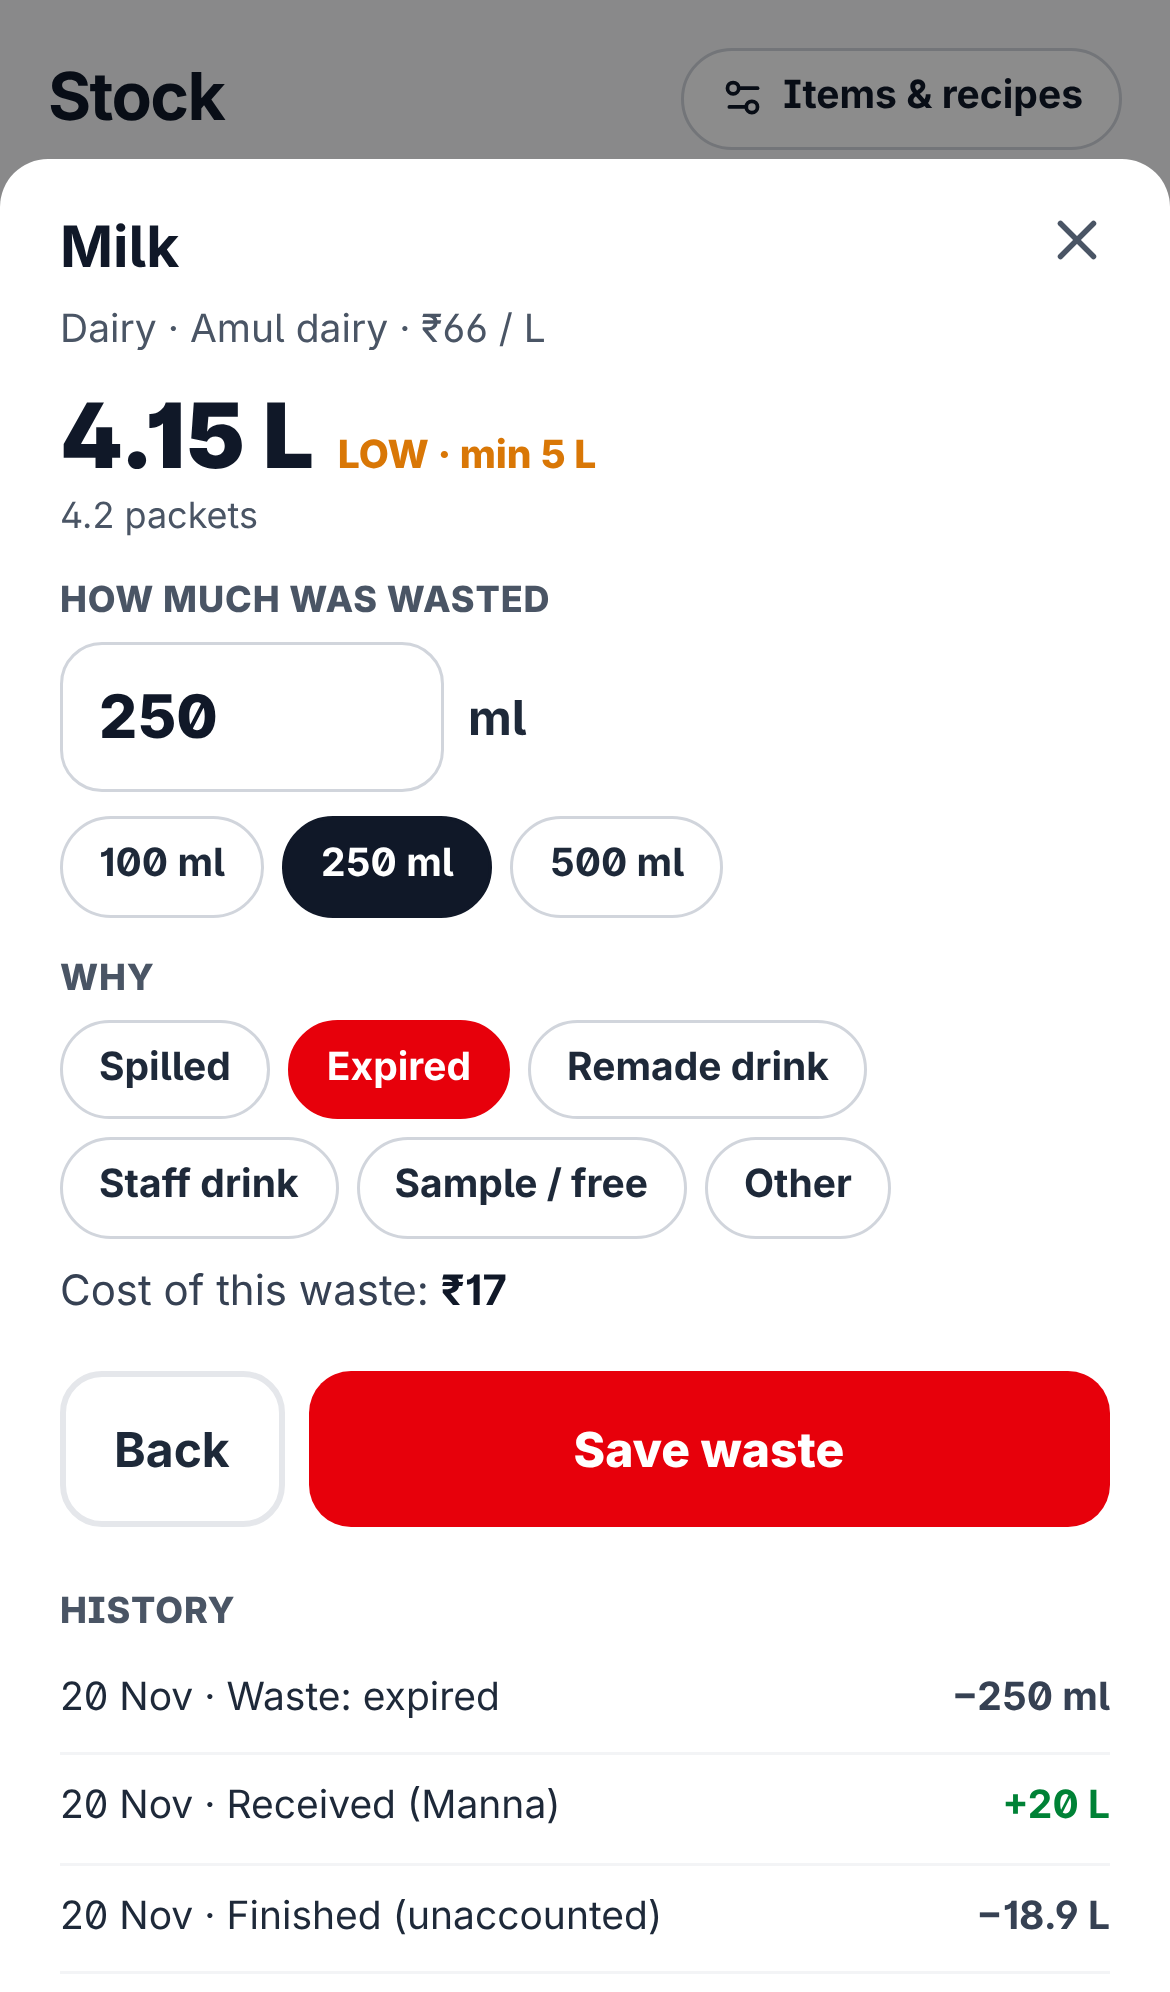 Stock
Items & recipes
Milk
Dairy · Amul dairy · ₹66 / L
4.15 L LOW · min 5 L
4.2 packets
HOW MUCH WAS WASTED
250 ml
100 ml 250 ml 500 ml
WHY
Spilled Expired Remade drink
Staff drink Sample / free Other
Cost of this waste: ₹17
Back Save waste
HISTORY
20 Nov · Waste: expired −250 ml
20 Nov · Received (Manna) +20 L
20 Nov · Finished (unaccounted) −18.9 L